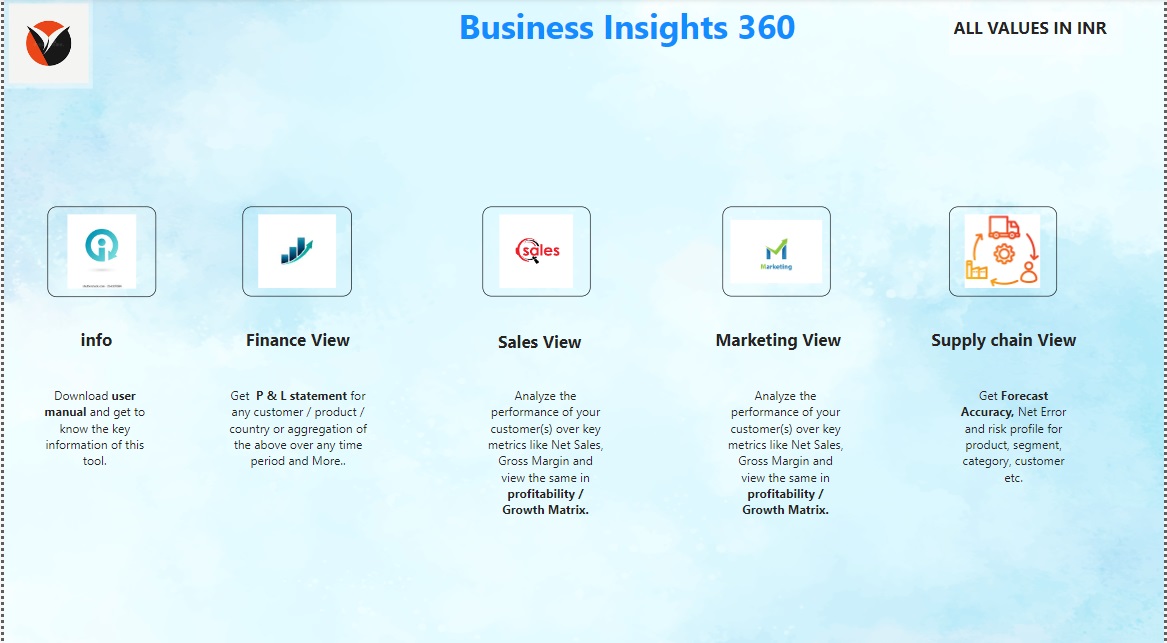 Business Insights 360
ALL VALUES IN INR
sales
Marketing
info
Finance View
Sales View
Marketing View
Supply chain View
Download user
manual and get to
know the key
information of this
tool.
Get  P & L statement for
any customer / product /
country or aggregation of
the above over any time
period and More..
Analyze the
performance of your
customer(s) over key
metrics like Net Sales,
Gross Margin and
view the same in
profitability /
Growth Matrix.
Analyze the
performance of your
customer(s) over key
metrics like Net Sales,
Gross Margin and
view the same in
profitability /
Growth Matrix.
Get Forecast
Accuracy, Net Error
and risk profile for
product, segment,
category, customer
etc.